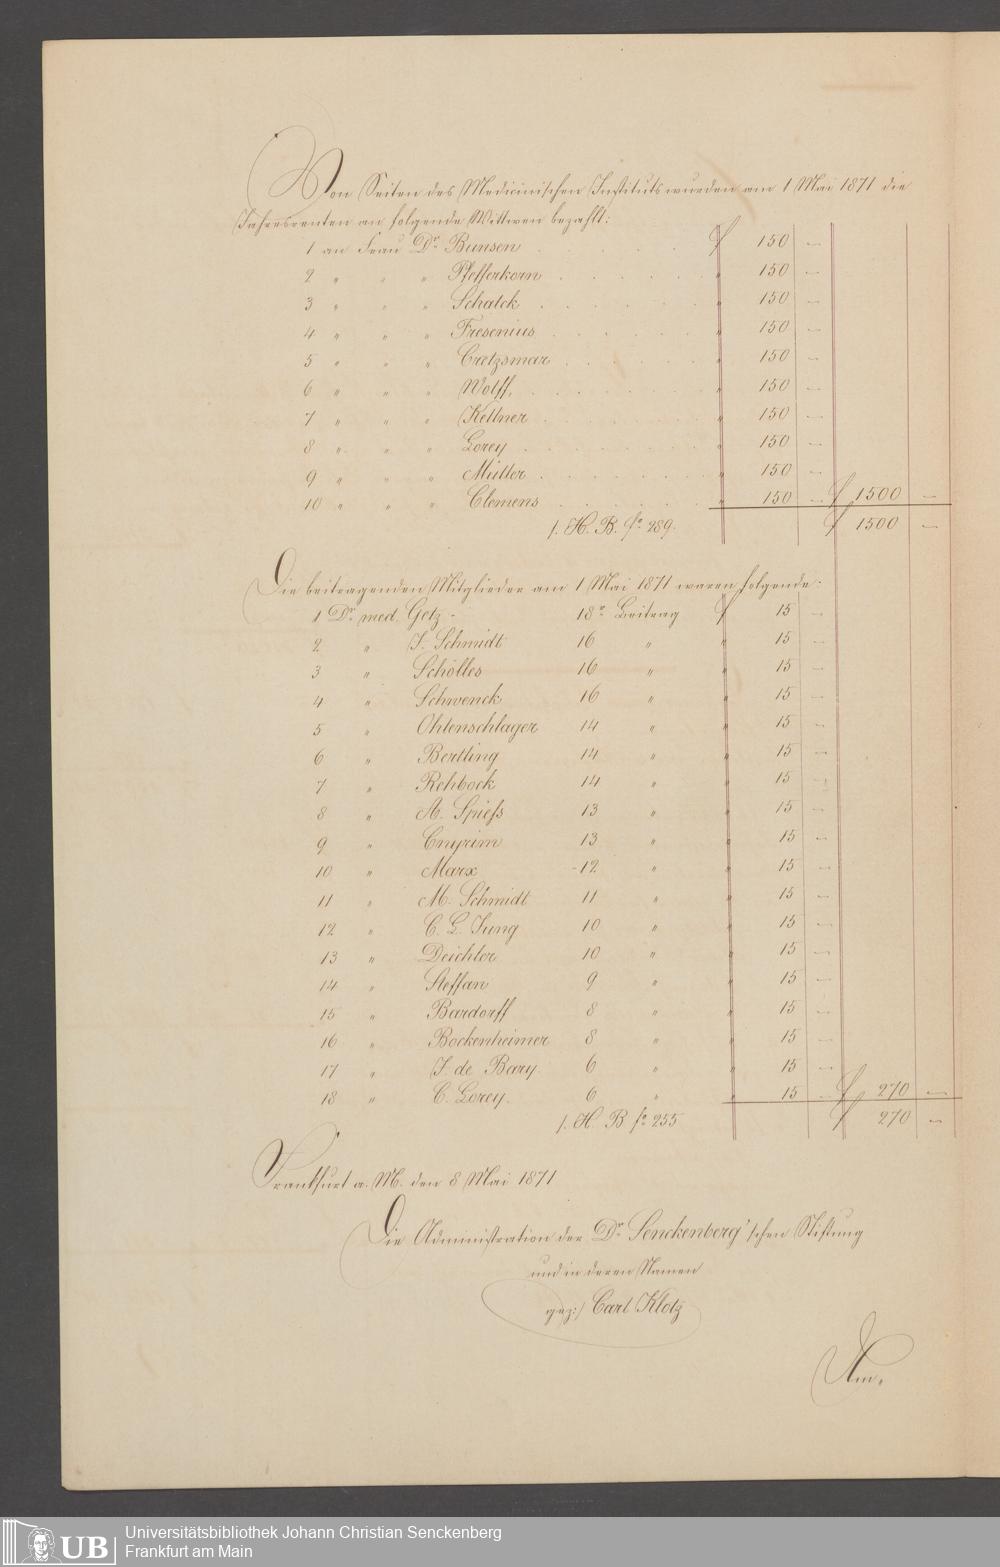 Von Seiten des Medicinischen Instituts wurden am 1 Mai 1871 die
Jahresrenten an folgende Wittwen bezahlt:
1 an Frau Dr. Bunsen f 150 —
2 " " " Pfefferkorn " 150 —
3 " " " Schalck " 150 —
4 " " " Fresenius " 150 —
5 " " " Cretzsmar " 150 —
6 " " " Wolff " 150 —
7 " " " Kellner " 150 —
8 " " " Lorey " 150 —
9 " " " Müller " 150 —
10 " " " Clemens " 150 — f 1500 —
f. H. B. fo. 289. f 1500 —
Die beitragenden Mitglieder am 1 Mai 1871 waren folgende:
1 Dr. med. Getz - 18r. Beitrag f 15 —
2 " J. Schmidt 16 " " 15 —
3 " Schölles 16 " " 15 —
4 " Schwenck 16 " " 15 —
5 " Ohlenschlager 14 " " 15 —
6 " Bertling 14 " " 15 —
7 " Rehbock 14 " " 15 —
8 " A. Spiess 13 " " 15 —
9 " Cnyrim 13 " " 15 —
10 " Marx 12 " " 15 —
11 " M. Schmidt 11 " " 15 —
12 " C. G. Jung 10 " " 15 —
13 " Deichler 10 " " 15 —
14 " Steffan 9 " " 15 —
15 " Bardorff 8 " " 15 —
16 " Bockenheimer 8 " " 15 —
17 " J. de Bary. 6 " " 15 —
18 " C. Lorey. 6 " " 15 — f 270 —
f. H. B fo. 255 f 270 —
Frankfurt a. M. den 8 Mai 1871
Die Administration der Dr. Senckenberg'schen Stiftung
und in deren Namen
gez:/ Carl Klotz
Am.
UB
Universitätsbibliothek Johann Christian Senckenberg
Frankfurt am Main